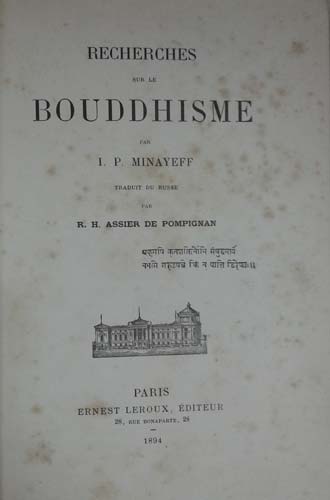 RECHERCHES
SUR LE
BOUDDHISME
PAR
I. P. MINAYEFF
TRADUIT DU RUSSE
PAR
R. H. ASSIER DE POMPIGNAN
PARIS
ERNEST LEROUX, ÉDITEUR
28, RUE BONAPARTE, 28
1894